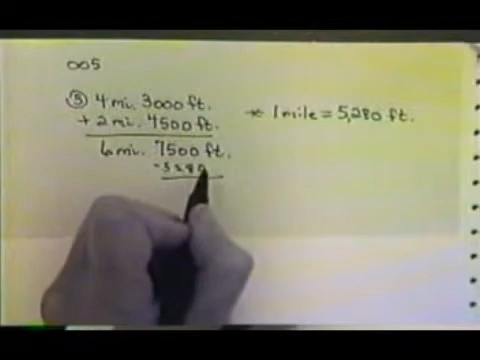 005
⑤ 4 mi. 3000 ft.
+ 2 mi. 4500 ft.
6 mi. 7500 ft.
- 5280
* 1 mile = 5,280 ft.